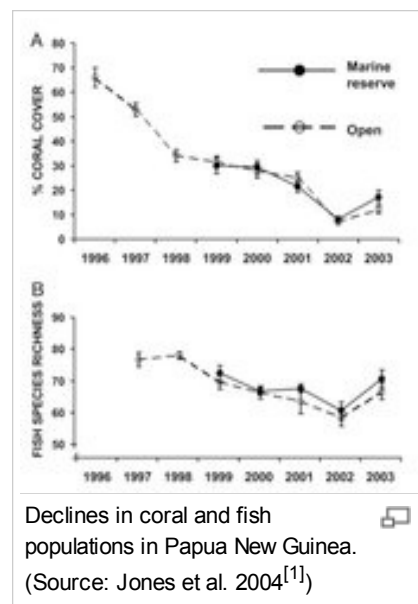 A
80
70
60
50
40
30
20
10
0
% CORAL COVER
Marine
reserve
Open
1996 1997 1998 1999 2000 2001 2002 2003
FISH SPECIES RICHNESS B
90
80
70
60
50
1996 1997 1998 1999 2000 2001 2002 2003
Declines in coral and fish
populations in Papua New Guinea.
(Source: Jones et al. 2004[1])